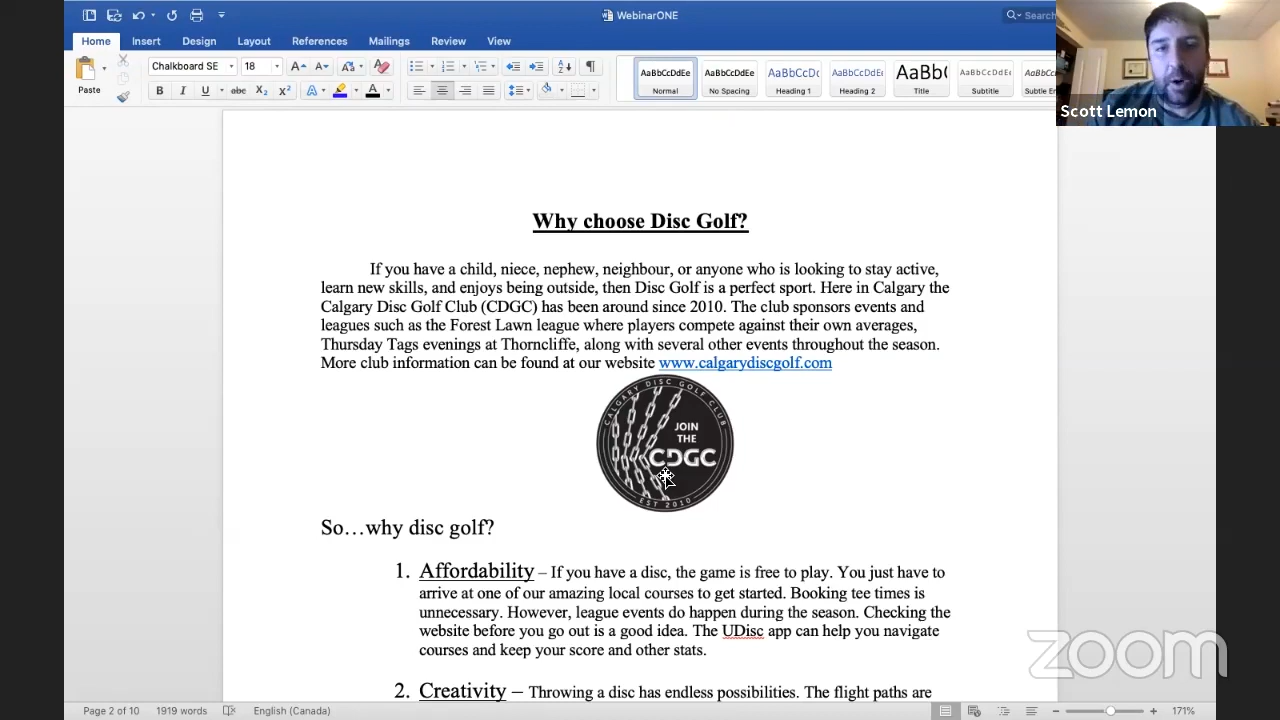 WebinarONE
Search
Home Insert Design Layout References Mailings Review View
Chalkboard SE 18
AaBbCcDdEe AaBbCcDdEe AaBbCcDc AaBbCcDdEe AaBb( AaBbCcDdEe AaBbCcDdEe
Paste
Normal No Spacing Heading 1 Heading 2 Title Subtitle Subtle Em
Scott Lemon
Why choose Disc Golf?
If you have a child, niece, nephew, neighbour, or anyone who is looking to stay active,
learn new skills, and enjoys being outside, then Disc Golf is a perfect sport. Here in Calgary the
Calgary Disc Golf Club (CDGC) has been around since 2010. The club sponsors events and
leagues such as the Forest Lawn league where players compete against their own averages,
Thursday Tags evenings at Thorncliffe, along with several other events throughout the season.
More club information can be found at our website www.calgarydiscgolf.com
CALGARY DISC GOLF CLUB
JOIN
THE
CDGC
EST 2010
So…why disc golf?
1. Affordability – If you have a disc, the game is free to play. You just have to
arrive at one of our amazing local courses to get started. Booking tee times is
unnecessary. However, league events do happen during the season. Checking the
website before you go out is a good idea. The UDisc app can help you navigate
courses and keep your score and other stats.
2. Creativity – Throwing a disc has endless possibilities. The flight paths are
zoom
Page 2 of 10 1919 words English (Canada) 171%